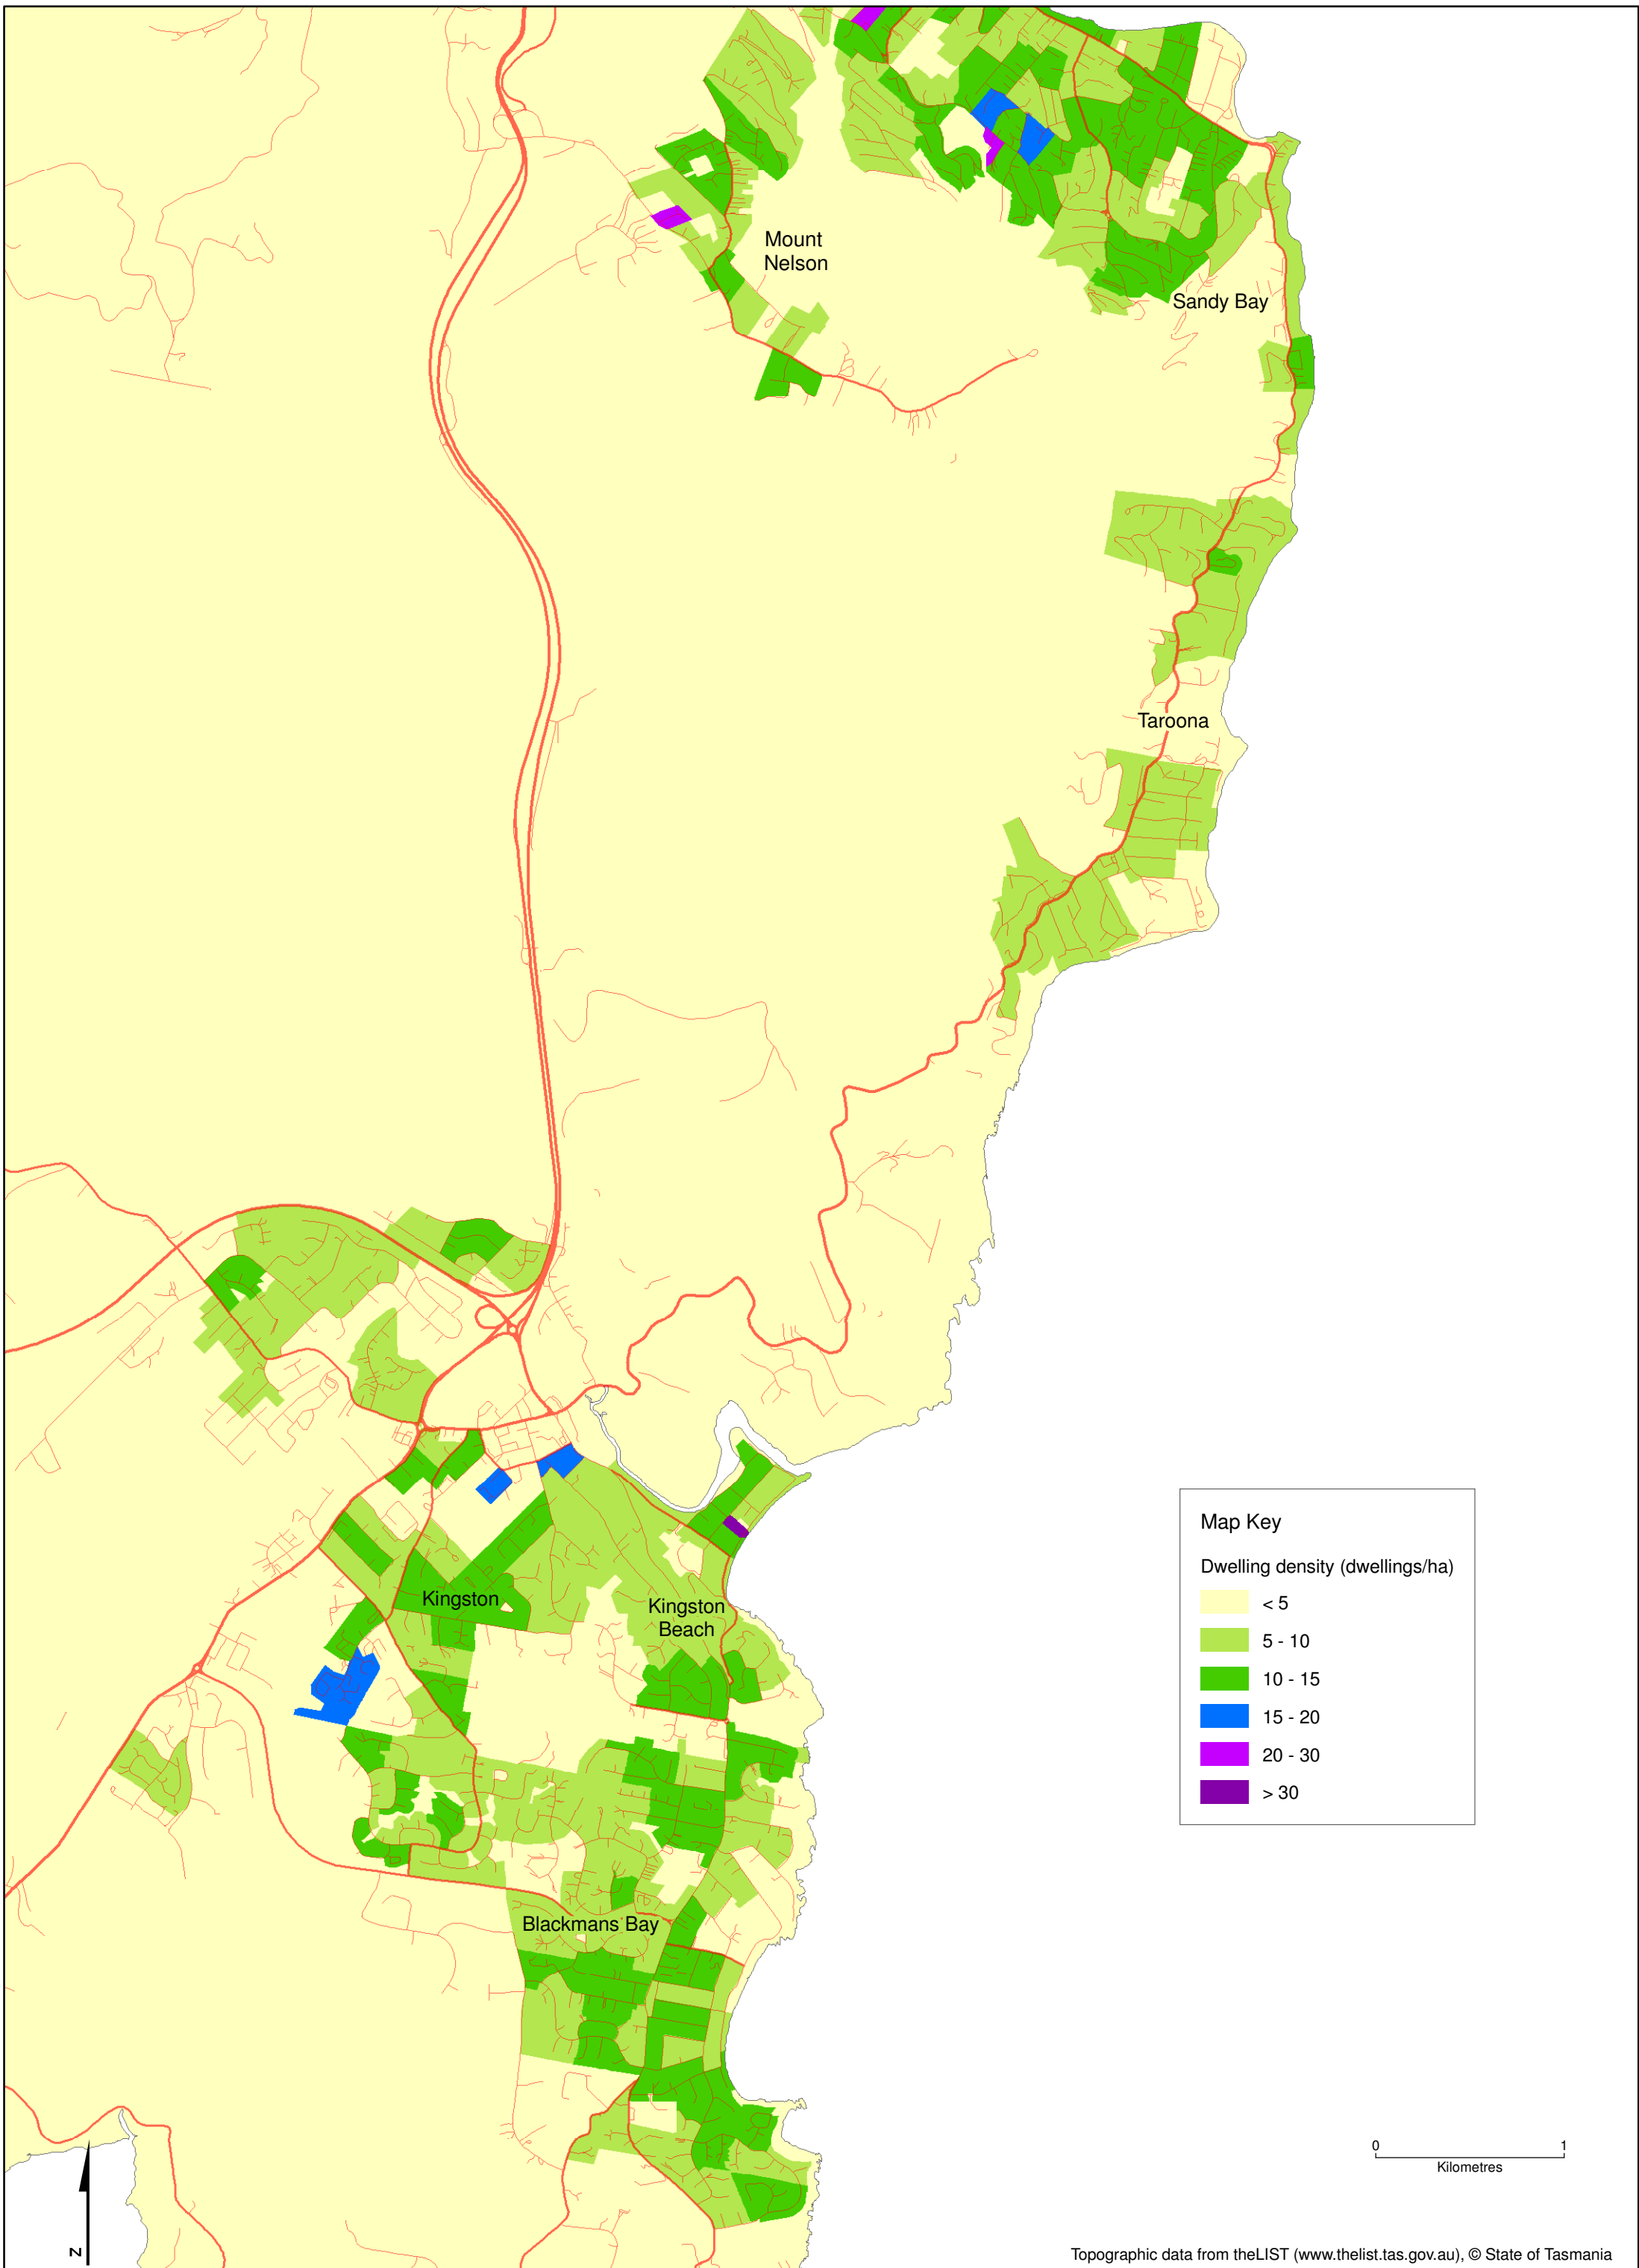 Mount
Nelson
Sandy Bay
Taroona
Kingston
Kingston
Beach
Blackmans Bay
Map Key
Dwelling density (dwellings/ha)
< 5
5 - 10
10 - 15
15 - 20
20 - 30
> 30
0 1
Kilometres
N
Topographic data from theLIST (www.thelist.tas.gov.au), © State of Tasmania